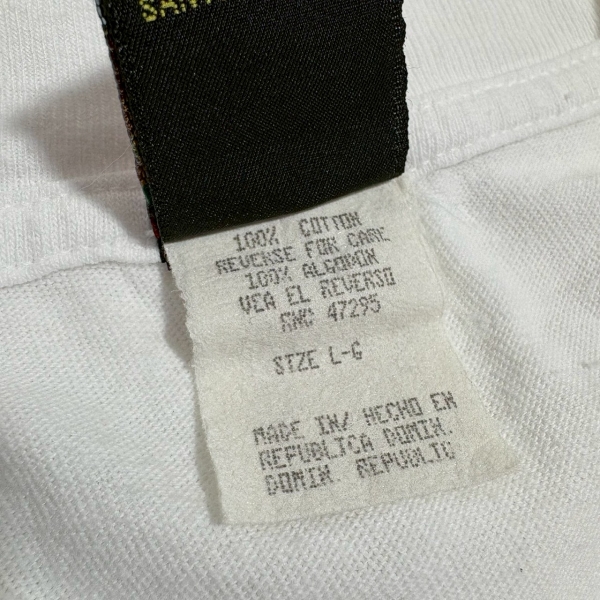 100% COTTON
REVERSE FOR CARE
100% ALGODON
VEA EL REVERSO
RNC 47295
SIZE L-G
MADE IN/ HECHO EN
REPUBLICA DOMIN.
DOMIN. REPUBLIC